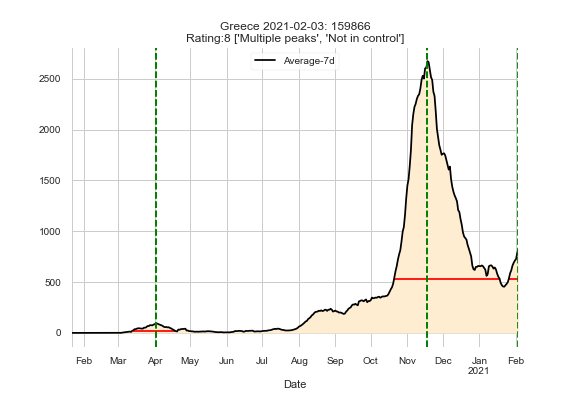 Greece 2021-02-03: 159866
Rating:8 ['Multiple peaks', 'Not in control']
Average-7d
2500
2000
1500
1000
500
0
Feb Mar Apr May Jun Jul Aug Sep Oct Nov Dec Jan Feb
2021
Date